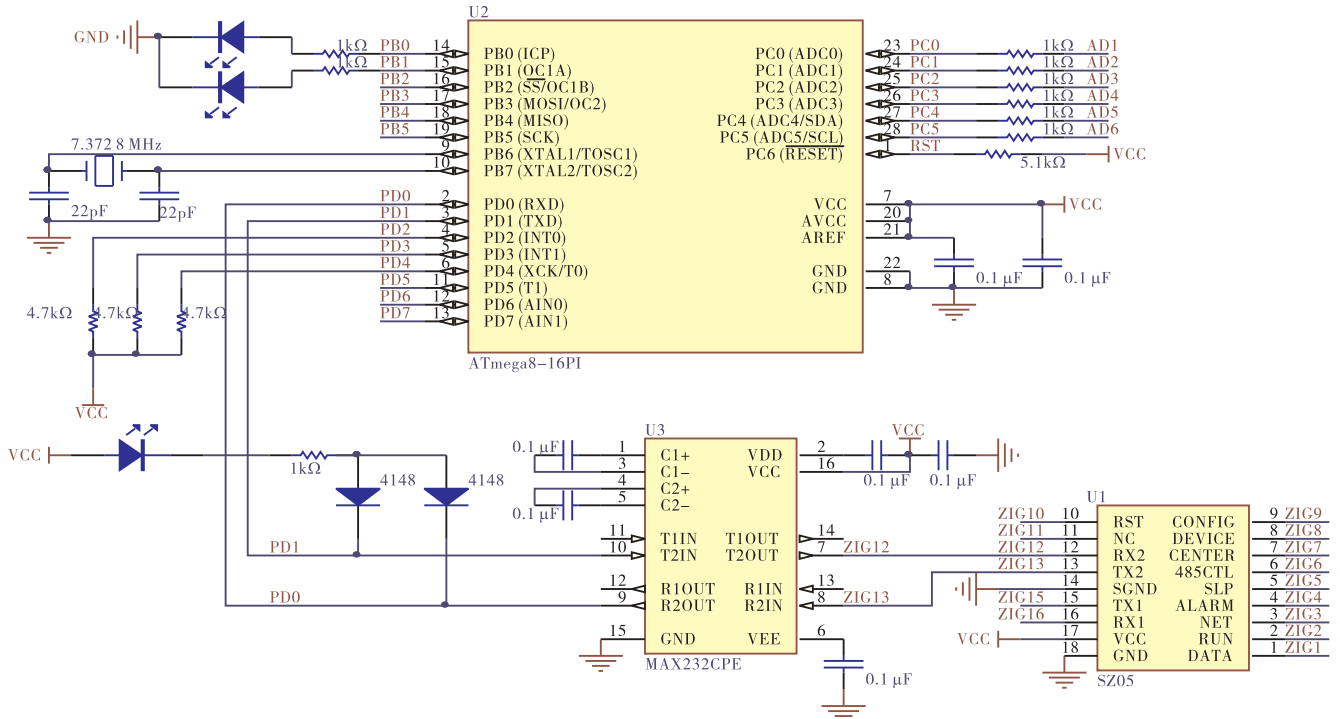 U2
GND
1kΩ
1kΩ
PB0 14 PB0 (ICP)
PB1 15 PB1 (OC1A)
PB2 16 PB2 (SS/OC1B)
PB3 17 PB3 (MOSI/OC2)
PB4 18 PB4 (MISO)
PB5 19 PB5 (SCK)
9 PB6 (XTAL1/TOSC1)
10 PB7 (XTAL2/TOSC2)
7.372 8 MHz
22pF
22pF
PD0 2 PD0 (RXD)
PD1 3 PD1 (TXD)
PD2 4 PD2 (INT0)
PD3 5 PD3 (INT1)
PD4 6 PD4 (XCK/T0)
PD5 11 PD5 (T1)
PD6 12 PD6 (AIN0)
PD7 13 PD7 (AIN1)
PC0 (ADC0) 23 PC0 1kΩ AD1
PC1 (ADC1) 24 PC1 1kΩ AD2
PC2 (ADC2) 25 PC2 1kΩ AD3
PC3 (ADC3) 26 PC3 1kΩ AD4
PC4 (ADC4/SDA) 27 PC4 1kΩ AD5
PC5 (ADC5/SCL) 28 PC5 1kΩ AD6
PC6 (RESET) 1 RST 5.1kΩ VCC
VCC 7 VCC
AVCC 20
AREF 21
GND 22
GND 8
0.1 μF
0.1 μF
4.7kΩ
4.7kΩ
4.7kΩ
VCC
ATmega8-16PI
VCC
1kΩ
4148
4148
PD1
PD0
U3
0.1 μF
0.1 μF
1 C1+
3 C1-
4 C2+
5 C2-
11 T1IN
10 T2IN
12 R1OUT
9 R2OUT
15 GND
VDD 2
VCC 16
T1OUT 14
T2OUT 7 ZIG12
R1IN 13
R2IN 8 ZIG13
VEE 6
VCC
0.1 μF
0.1 μF
0.1 μF
MAX232CPE
U1
ZIG10 10 RST
ZIG11 11 NC
ZIG12 12 RX2
ZIG13 13 TX2
14 SGND
ZIG15 15 TX1
ZIG16 16 RX1
VCC 17 VCC
18 GND
CONFIG 9 ZIG9
DEVICE 8 ZIG8
CENTER 7 ZIG7
485CTL 6 ZIG6
SLP 5 ZIG5
ALARM 4 ZIG4
NET 3 ZIG3
RUN 2 ZIG2
DATA 1 ZIG1
SZ05